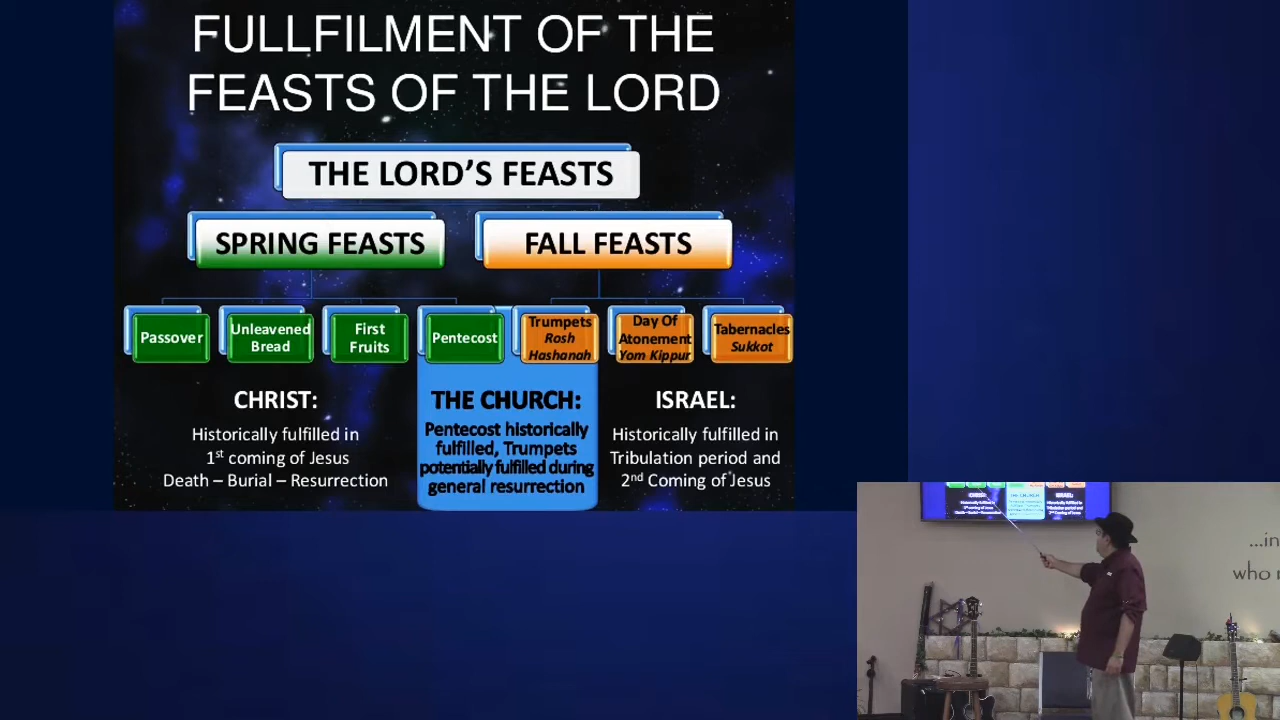 FULLFILMENT OF THE
FEASTS OF THE LORD
THE LORD'S FEASTS
SPRING FEASTS
FALL FEASTS
Passover
Unleavened
Bread
First
Fruits
Pentecost
Trumpets
Rosh
Hashanah
Day Of
Atonement
Yom Kippur
Tabernacles
Sukkot
CHRIST:
Historically fulfilled in
1st coming of Jesus
Death – Burial – Resurrection
THE CHURCH:
Pentecost historically
fulfilled, Trumpets
potentially fulfilled during
general resurrection
ISRAEL:
Historically fulfilled in
Tribulation period and
2nd Coming of Jesus
...in
who